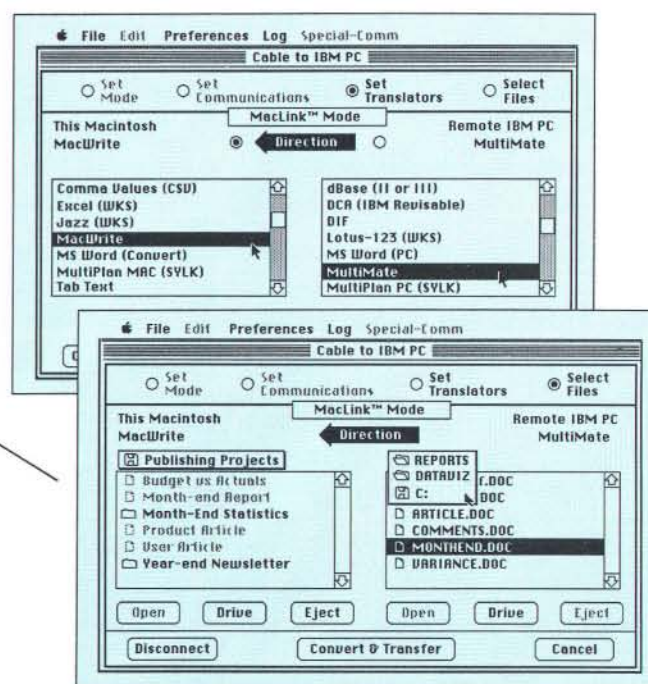 File Edit Preferences Log Special-Comm
Cable to IBM PC
Set Mode Set Communications Set Translators Select Files
MacLink™ Mode
This Macintosh Remote IBM PC
MacWrite Direction MultiMate
Comma Values (CSV) dBase (II or III)
Excel (WKS) DCA (IBM Revisable)
Jazz (WKS) DIF
MacWrite Lotus-123 (WKS)
MS Word (Convert) MS Word (PC)
MultiPlan MAC (SYLK) MultiMate
Tab Text MultiPlan PC (SYLK)
File Edit Preferences Log Special-Comm
Cable to IBM PC
Set Mode Set Communications Set Translators Select Files
MacLink™ Mode
This Macintosh Remote IBM PC
MacWrite Direction MultiMate
Publishing Projects REPORTS
Budget vs Actuals DATAVIZ
Month-end Report C: .DOC
Month-End Statistics ARTICLE.DOC
Product Article COMMENTS.DOC
User Article MONTHEND.DOC
Year-end Newsletter VARIANCE.DOC
Open Drive Eject Open Drive Eject
Disconnect Convert & Transfer Cancel